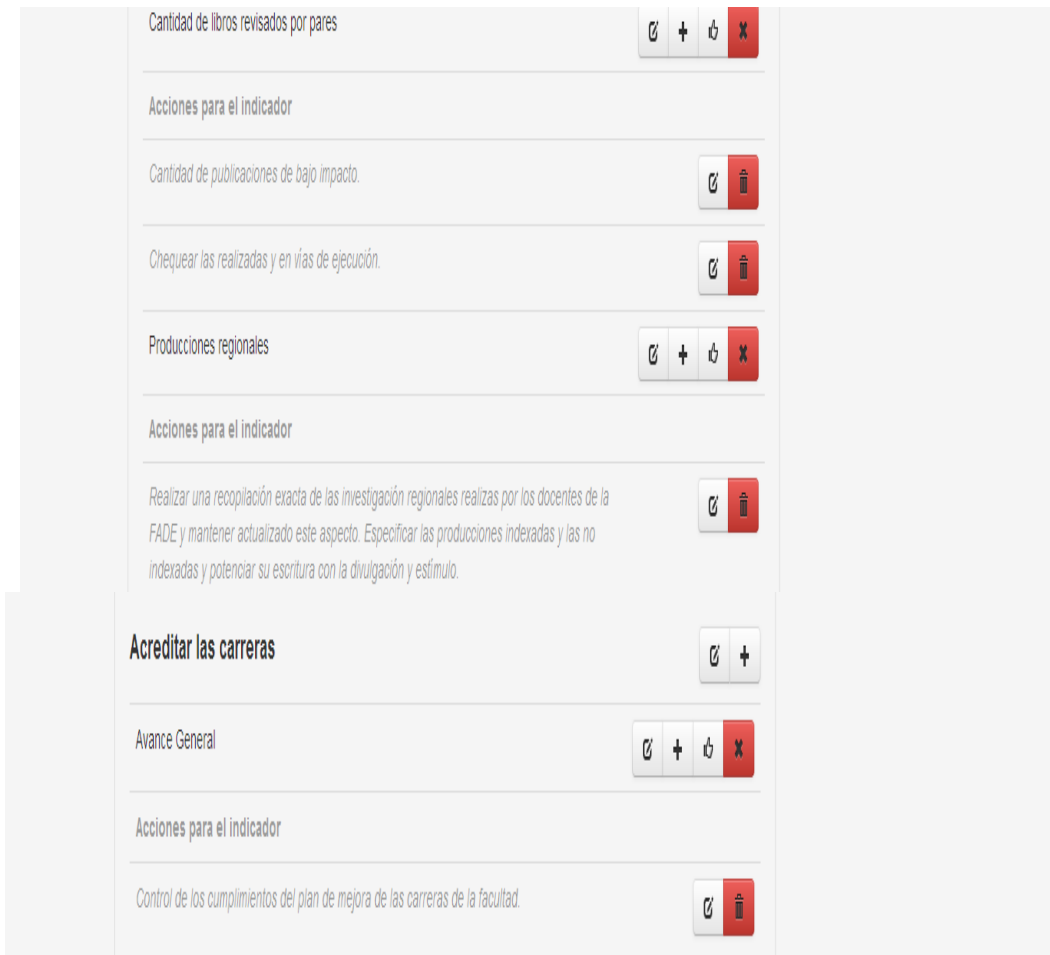 Cantidad de libros revisados por pares
Acciones para el indicador
Cantidad de publicaciones de bajo impacto.
Chequear las realizadas y en vías de ejecución.
Producciones regionales
Acciones para el indicador
Realizar una recopilación exacta de las investigación regionales realizas por los docentes de la
FADE y mantener actualizado este aspecto. Especificar las producciones indexadas y las no
indexadas y potenciar su escritura con la divulgación y estímulo.
Acreditar las carreras
Avance General
Acciones para el indicador
Control de los cumplimientos del plan de mejora de las carreras de la facultad.